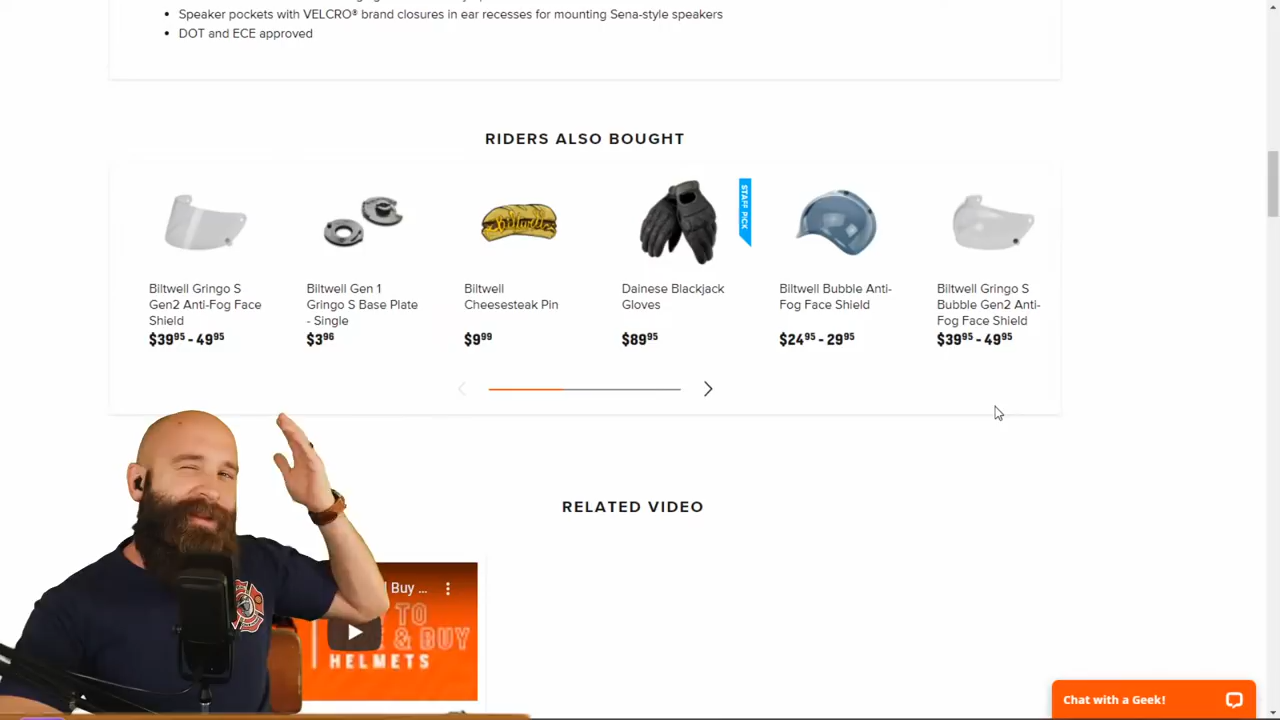 Speaker pockets with VELCRO® brand closures in ear recesses for mounting Sena-style speakers
DOT and ECE approved
RIDERS ALSO BOUGHT
STAFF PICK
Biltwell Gringo S
Gen2 Anti-Fog Face
Shield
$39⁹⁵ - 49⁹⁵
Biltwell Gen 1
Gringo S Base Plate
- Single
$3⁹⁶
Biltwell
Cheesesteak Pin
$9⁹⁹
Dainese Blackjack
Gloves
$89⁹⁵
Biltwell Bubble Anti-
Fog Face Shield
$24⁹⁵ - 29⁹⁵
Biltwell Gringo S
Bubble Gen2 Anti-
Fog Face Shield
$39⁹⁵ - 49⁹⁵
RELATED VIDEO
Buy ...
TO
& BUY
HELMETS
Chat with a Geek!